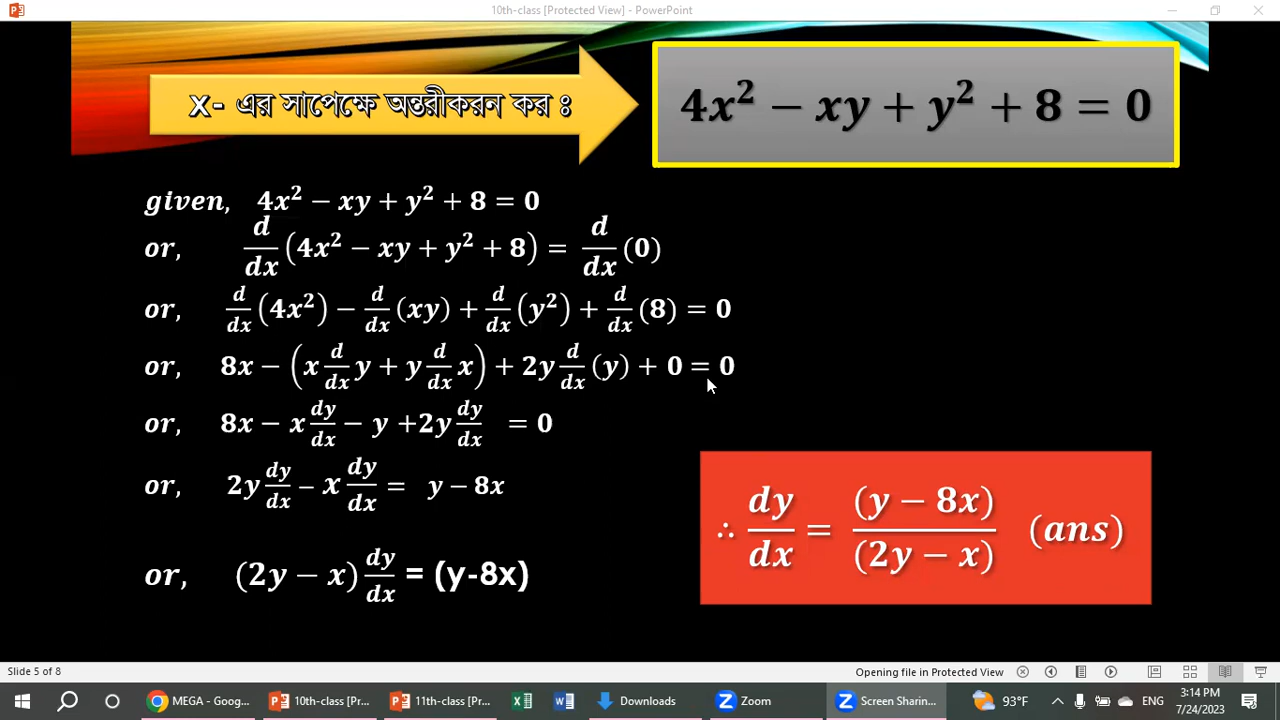 10th-class [Protected View] - PowerPoint
x- এর সাপেক্ষে অন্তরীকরন কর ঃ
4x² − xy + y² + 8 = 0
given, 4x² − xy + y² + 8 = 0
or, d/dx (4x² − xy + y² + 8) = d/dx (0)
or, d/dx (4x²) − d/dx (xy) + d/dx (y²) + d/dx (8) = 0
or, 8x − (x d/dx y + y d/dx x) + 2y d/dx (y) + 0 = 0
or, 8x − x dy/dx − y +2y dy/dx = 0
or, 2y dy/dx − x dy/dx = y − 8x
∴ dy/dx = (y − 8x)/(2y − x) (ans)
or, (2y − x) dy/dx = (y-8x)
Slide 5 of 8
Opening file in Protected View
MEGA - Goog...
10th-class [Pr...
11th-class [Pr...
Downloads
Zoom
Screen Sharin...
93°F
ENG
3:14 PM
7/24/2023